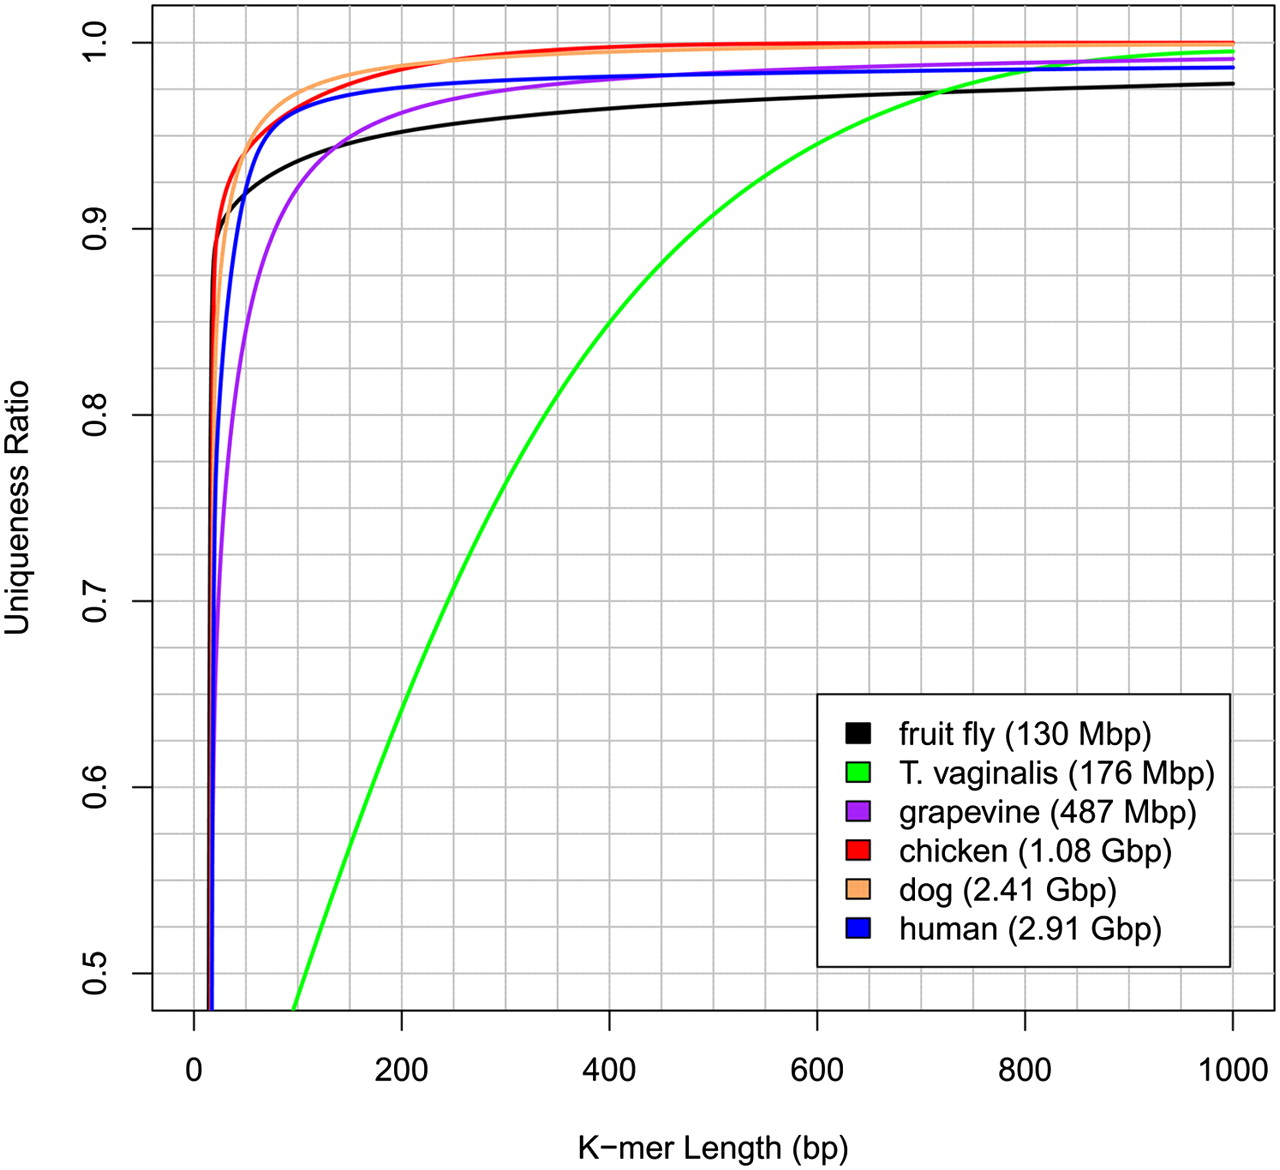 Uniqueness Ratio
1.0
0.9
0.8
0.7
0.6
0.5
fruit fly (130 Mbp)
T. vaginalis (176 Mbp)
grapevine (487 Mbp)
chicken (1.08 Gbp)
dog (2.41 Gbp)
human (2.91 Gbp)
0 200 400 600 800 1000
K−mer Length (bp)